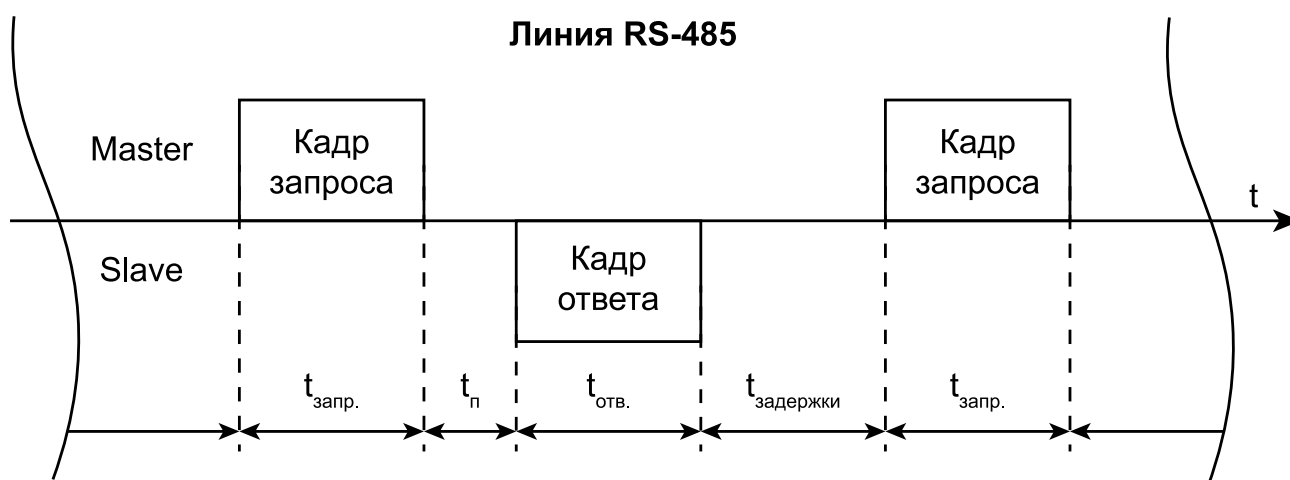 Линия RS-485
Master
Кадр
запроса
Кадр
запроса
t
Slave
Кадр
ответа
tзапр.
tп
tотв.
tзадержки
tзапр.